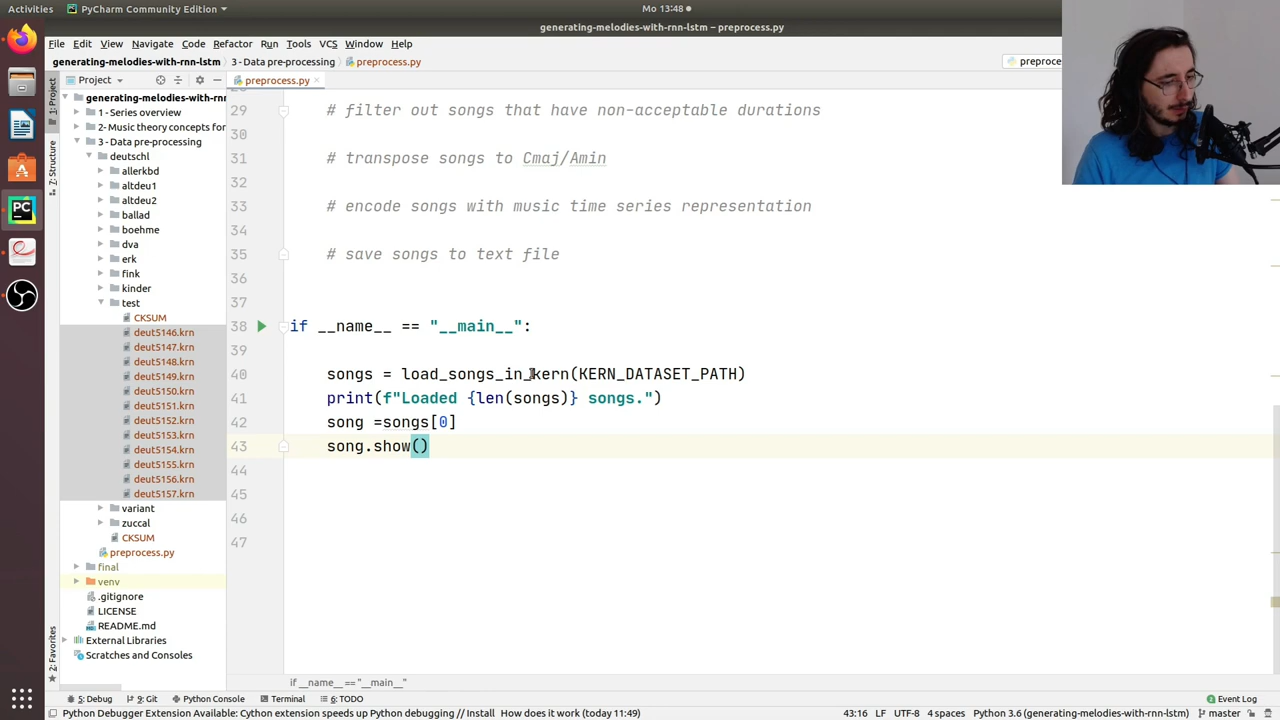 Activities PyCharm Community Edition Mo 13:48
generating-melodies-with-rnn-lstm – preprocess.py
File Edit View Navigate Code Refactor Run Tools VCS Window Help
generating-melodies-with-rnn-lstm 3 - Data pre-processing preprocess.py preproce
Project preprocess.py
1: Project
7: Structure
2: Favorites
generating-melodies-with-rn
1 - Series overview
2- Music theory concepts for
3 - Data pre-processing
deutschl
allerkbd
altdeu1
altdeu2
ballad
boehme
dva
erk
fink
kinder
test
CKSUM
deut5146.krn
deut5147.krn
deut5148.krn
deut5149.krn
deut5150.krn
deut5151.krn
deut5152.krn
deut5153.krn
deut5154.krn
deut5155.krn
deut5156.krn
deut5157.krn
variant
zuccal
CKSUM
preprocess.py
final
venv
.gitignore
LICENSE
README.md
External Libraries
Scratches and Consoles
29 # filter out songs that have non-acceptable durations
30
31 # transpose songs to Cmaj/Amin
32
33 # encode songs with music time series representation
34
35 # save songs to text file
36
37
38 if __name__ == "__main__":
39
40 songs = load_songs_in_kern(KERN_DATASET_PATH)
41 print(f"Loaded {len(songs)} songs.")
42 song =songs[0]
43 song.show()
44
45
46
47
if __name__ == "__main__"
5: Debug 9: Git Python Console Terminal 6: TODO Event Log
Python Debugger Extension Available: Cython extension speeds up Python debugging // Install How does it work (today 11:49) 43:16 LF UTF-8 4 spaces Python 3.6 (generating-melodies-with-rnn-lstm) master